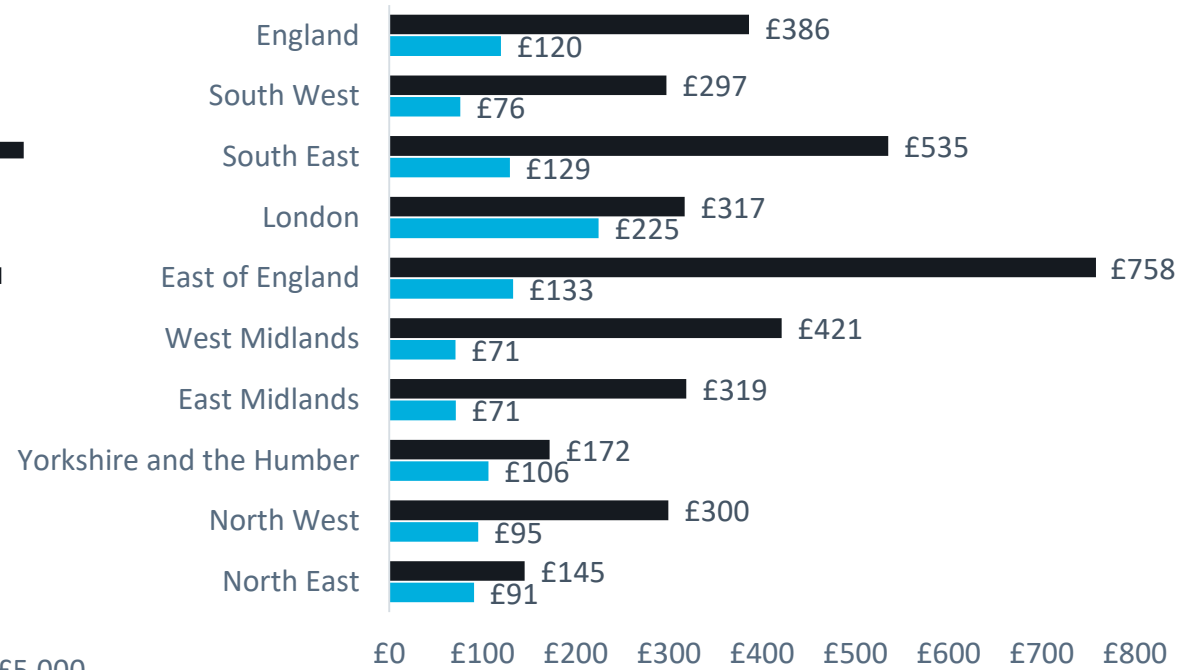 England £386
£120
South West £297
£76
South East £535
£129
London £317
£225
East of England £758
£133
West Midlands £421
£71
East Midlands £319
£71
Yorkshire and the Humber £172
£106
North West £300
£95
North East £145
£91
£0 £100 £200 £300 £400 £500 £600 £700 £800
£5,000